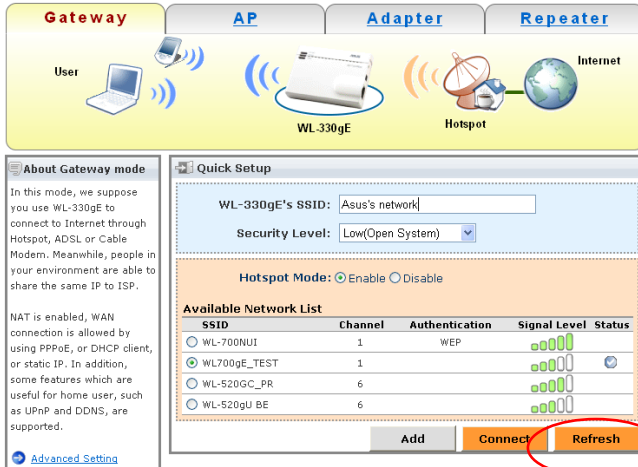 Gateway
AP
Adapter
Repeater
User
WL-330gE
Hotspot
Internet
About Gateway mode
In this mode, we suppose
you use WL-330gE to
connect to Internet through
Hotspot, ADSL or Cable
Modem. Meanwhile, people in
your environment are able to
share the same IP to ISP.
NAT is enabled, WAN
connection is allowed by
using PPPoE, or DHCP client,
or static IP. In addition,
some features which are
useful for home user, such
as UPnP and DDNS, are
supported.
Advanced Setting
Quick Setup
WL-330gE's SSID: Asus's network
Security Level: Low(Open System)
Hotspot Mode: Enable Disable
Available Network List
SSID Channel Authentication Signal Level Status
WL-700NUI 1 WEP
WL700gE_TEST 1
WL-520GC_PR 6
WL-520gU BE 6
Add Connect Refresh